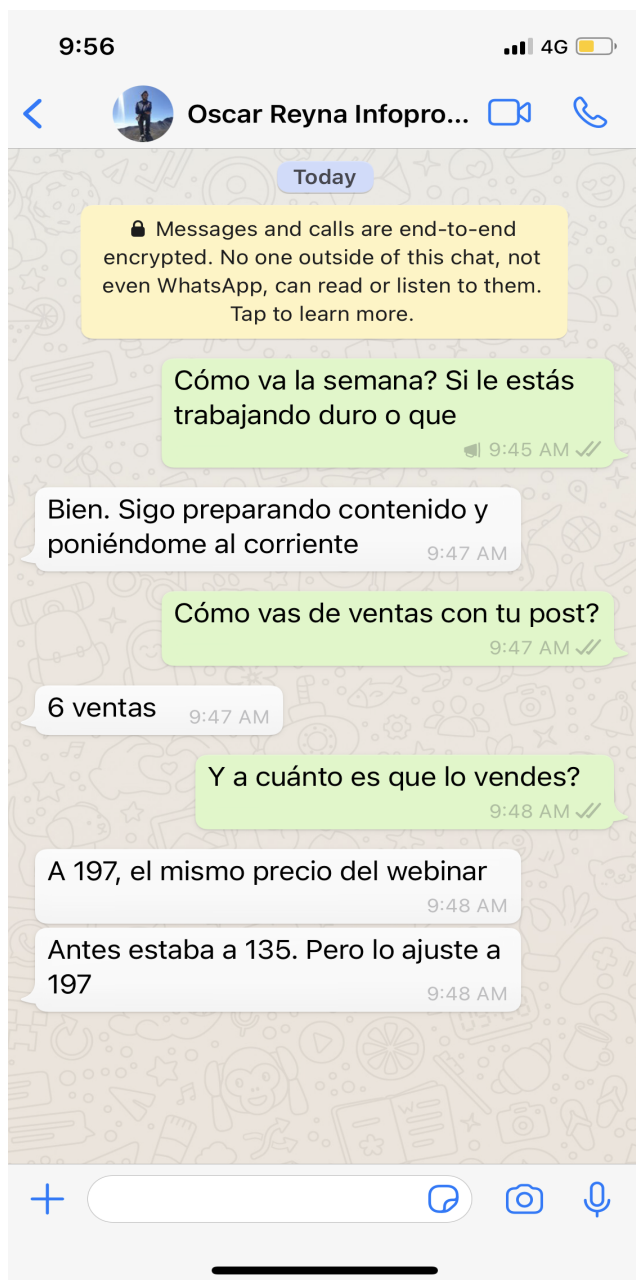 9:56
4G
Oscar Reyna Infopro...
Today
Messages and calls are end-to-end
encrypted. No one outside of this chat, not
even WhatsApp, can read or listen to them.
Tap to learn more.
Cómo va la semana? Si le estás
trabajando duro o que
9:45 AM
Bien. Sigo preparando contenido y
poniéndome al corriente
9:47 AM
Cómo vas de ventas con tu post?
9:47 AM
6 ventas
9:47 AM
Y a cuánto es que lo vendes?
9:48 AM
A 197, el mismo precio del webinar
9:48 AM
Antes estaba a 135. Pero lo ajuste a
197
9:48 AM